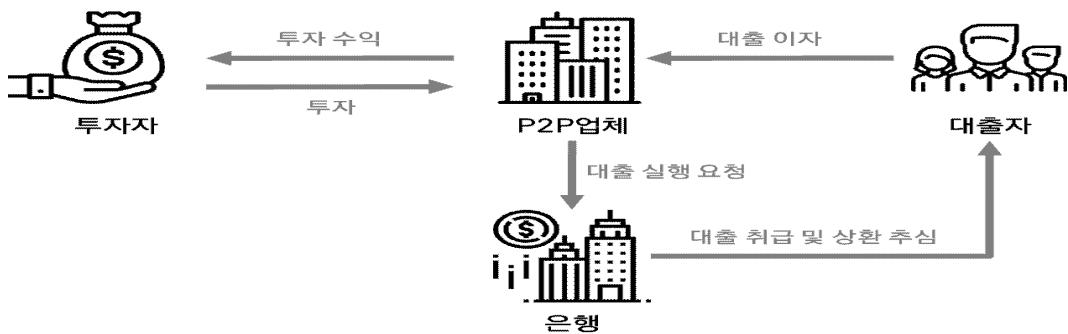 투자 수익
대출 이자
투자
투자자
P2P업체
대출자
대출 실행 요청
대출 취급 및 상환 추심
은행